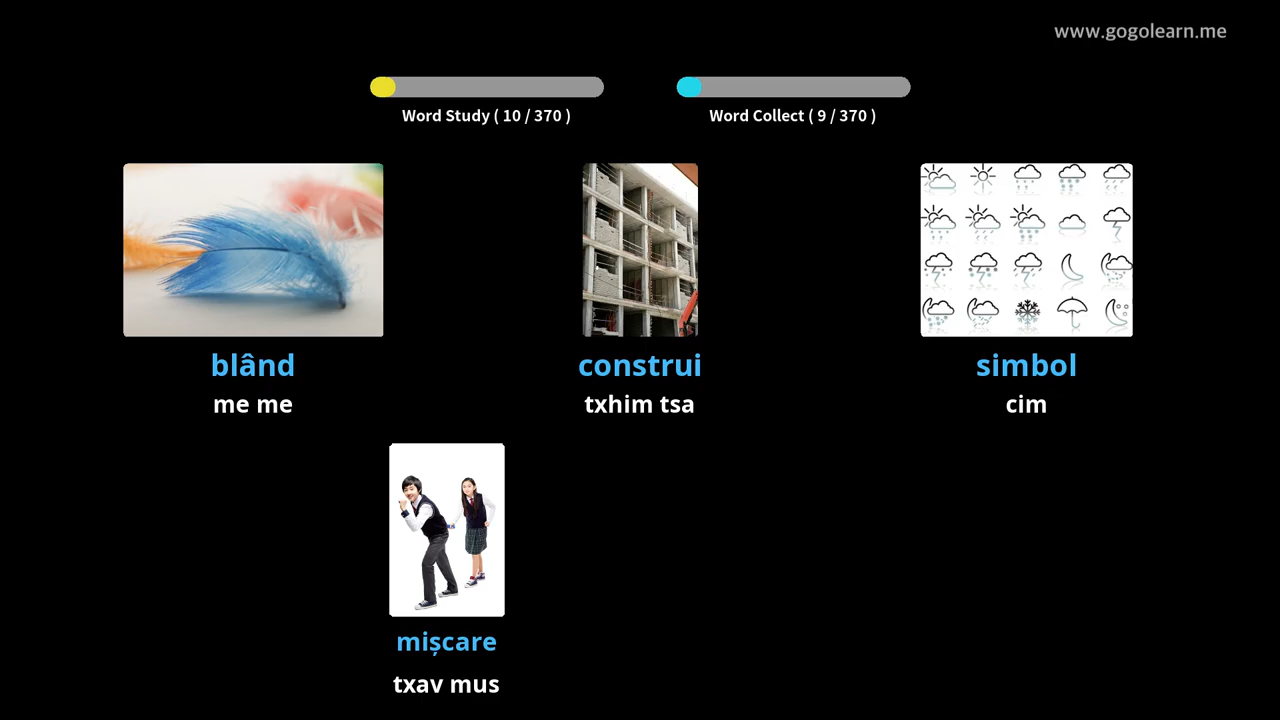 www.gogolearn.me
Word Study ( 10 / 370 )
Word Collect ( 9 / 370 )
blând
me me
construi
txhim tsa
simbol
cim
mișcare
txav mus